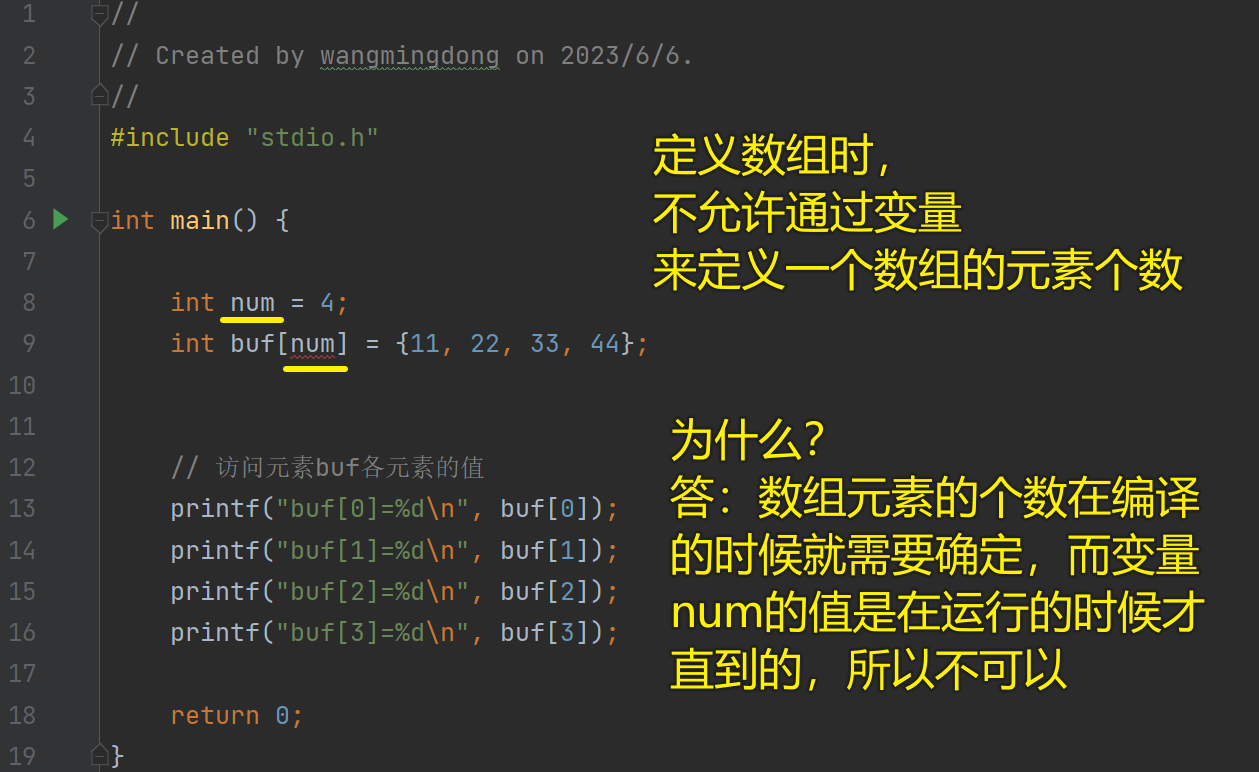 1 //
2 // Created by wangmingdong on 2023/6/6.
3 //
4 #include "stdio.h"
5
6 int main() {
7
8 int num = 4;
9 int buf[num] = {11, 22, 33, 44};
10
11
12 // 访问元素buf各元素的值
13 printf("buf[0]=%d\n", buf[0]);
14 printf("buf[1]=%d\n", buf[1]);
15 printf("buf[2]=%d\n", buf[2]);
16 printf("buf[3]=%d\n", buf[3]);
17
18 return 0;
19 }
定义数组时，
不允许通过变量
来定义一个数组的元素个数
为什么？
答：数组元素的个数在编译
的时候就需要确定，而变量
num的值是在运行的时候才
直到的，所以不可以